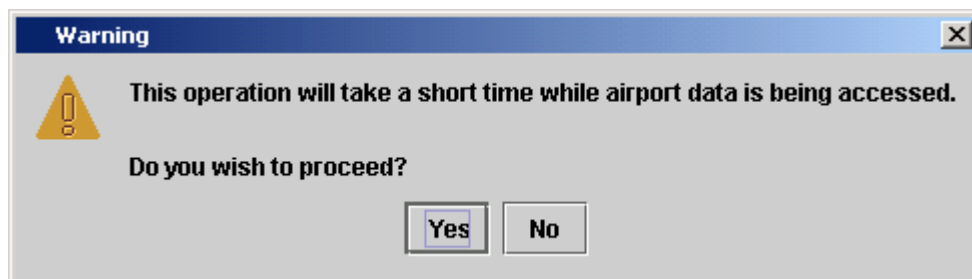 Warning
This operation will take a short time while airport data is being accessed.
Do you wish to proceed?
Yes No